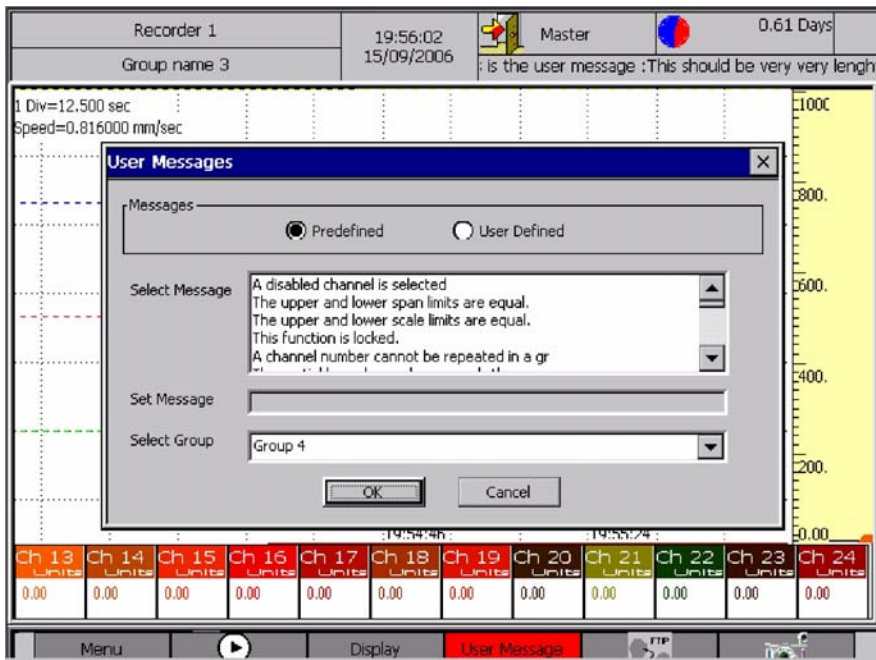 Recorder 1
19:56:02
Master
0.61 Days
Group name 3
15/09/2006
is the user message :This should be very very lenght
1 Div=12.500 sec
Speed=0.816000 mm/sec
1000
800.
600.
400.
200.
0.00
User Messages
Messages
Predefined
User Defined
Select Message
A disabled channel is selected
The upper and lower span limits are equal.
The upper and lower scale limits are equal.
This function is locked.
A channel number cannot be repeated in a gr
Set Message
Select Group
Group 4
OK
Cancel
19:54:46
19:55:24
Ch 13 Ch 14 Ch 15 Ch 16 Ch 17 Ch 18 Ch 19 Ch 20 Ch 21 Ch 22 Ch 23 Ch 24
Units Units Units Units Units Units Units Units Units Units Units Units
0.00 0.00 0.00 0.00 0.00 0.00 0.00 0.00 0.00 0.00 0.00 0.00
Menu
Display
User Message
FTP